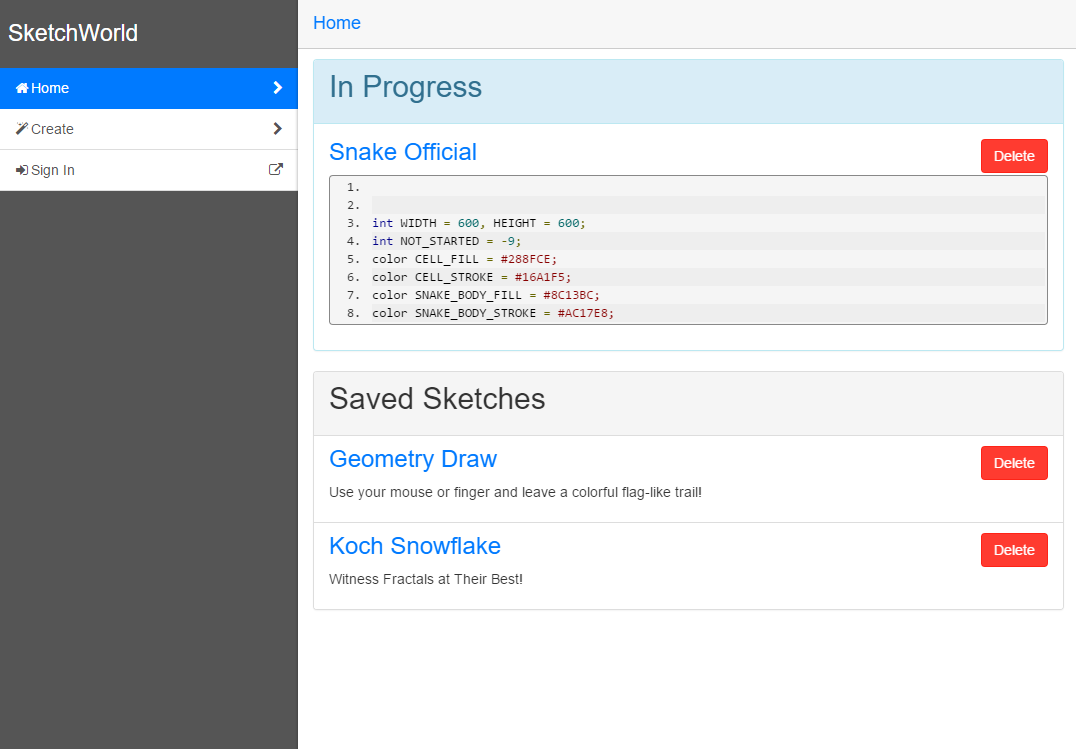 SketchWorld
Home
Create
Sign In
Home
In Progress
Snake Official
Delete
1.
2.
3. int WIDTH = 600, HEIGHT = 600;
4. int NOT_STARTED = -9;
5. color CELL_FILL = #288FCE;
6. color CELL_STROKE = #16A1F5;
7. color SNAKE_BODY_FILL = #8C13BC;
8. color SNAKE_BODY_STROKE = #AC17E8;
Saved Sketches
Geometry Draw
Delete
Use your mouse or finger and leave a colorful flag-like trail!
Koch Snowflake
Delete
Witness Fractals at Their Best!